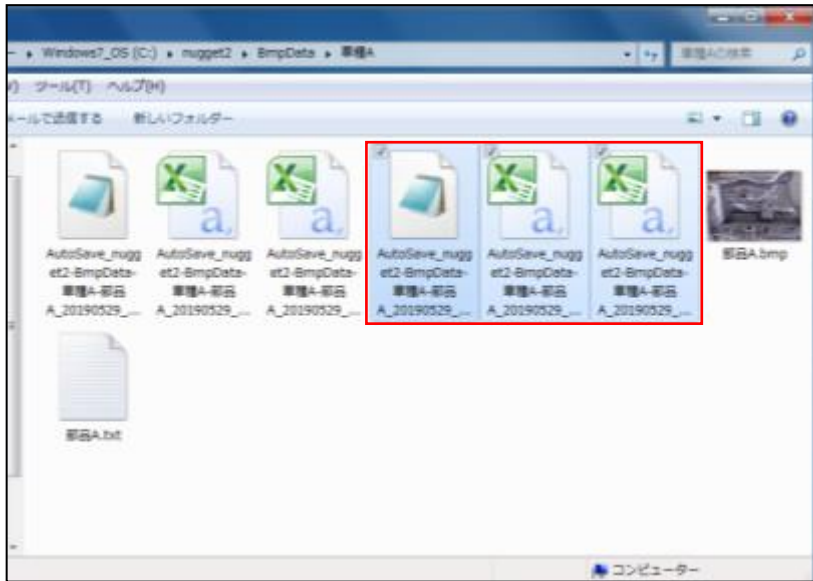 Windows7_OS (C:) ▸ nugget2 ▸ BmpData ▸ 車種A
車種Aの検索
ツール(T) ヘルプ(H)
メールで送信する 新しいフォルダー
AutoSave_nugg
et2-BmpData-
車種A-部品
A_20190529_...
AutoSave_nugg
et2-BmpData-
車種A-部品
A_20190529_...
AutoSave_nugg
et2-BmpData-
車種A-部品
A_20190529_...
AutoSave_nugg
et2-BmpData-
車種A-部品
A_20190529_...
AutoSave_nugg
et2-BmpData-
車種A-部品
A_20190529_...
AutoSave_nugg
et2-BmpData-
車種A-部品
A_20190529_...
部品A.bmp
部品A.txt
コンピューター